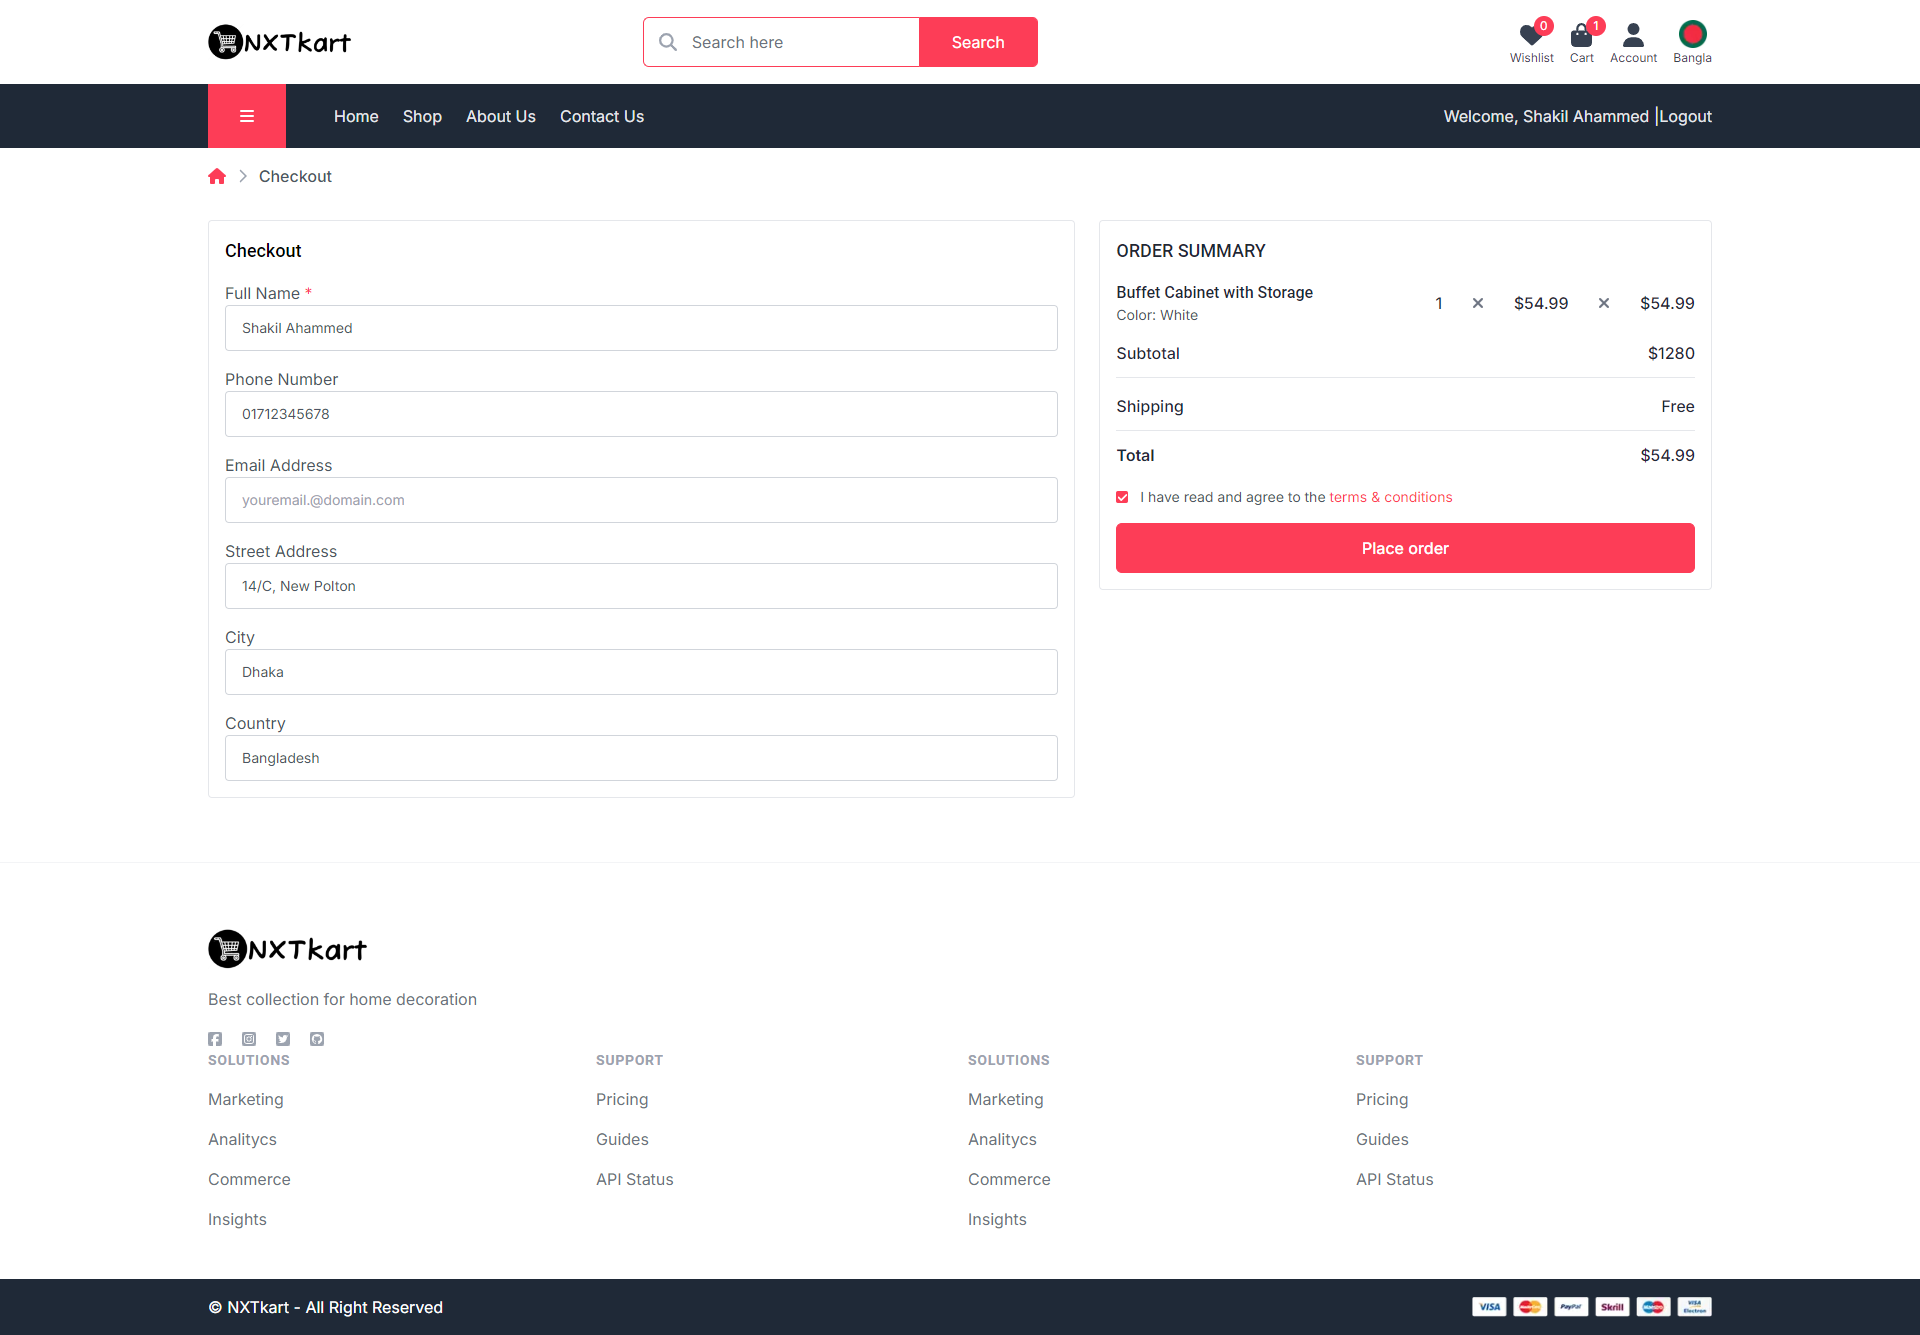 NXTkart
Search here
Search
0
Wishlist
1
Cart
Account
Bangla
Home
Shop
About Us
Contact Us
Welcome, Shakil Ahammed |Logout
Checkout
Checkout
Full Name *
Shakil Ahammed
Phone Number
01712345678
Email Address
youremail.@domain.com
Street Address
14/C, New Polton
City
Dhaka
Country
Bangladesh
ORDER SUMMARY
Buffet Cabinet with Storage
Color: White
1 × $54.99 × $54.99
Subtotal $1280
Shipping Free
Total $54.99
I have read and agree to the terms & conditions
Place order
NXTkart
Best collection for home decoration
SOLUTIONS
Marketing
Analitycs
Commerce
Insights
SUPPORT
Pricing
Guides
API Status
SOLUTIONS
Marketing
Analitycs
Commerce
Insights
SUPPORT
Pricing
Guides
API Status
© NXTkart - All Right Reserved
VISA
MasterCard
PayPal
Skrill
Maestro
VISA
Electron